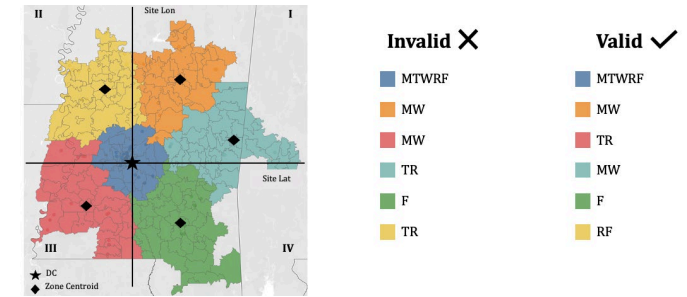 II
Site Lon
I
Site Lat
III
IV
DC
Zone Centroid
Invalid
MTWRF
MW
MW
TR
F
TR
Valid
MTWRF
MW
TR
MW
F
RF